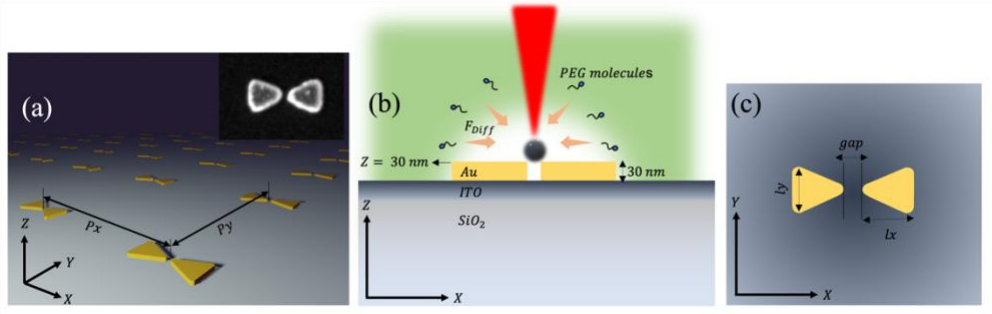 (a)
Px
Py
Z
Y
X
(b)
PEG molecules
F_Diff
Z = 30 nm
Au
30 nm
ITO
SiO₂
Z
X
(c)
gap
ly
lx
Y
X